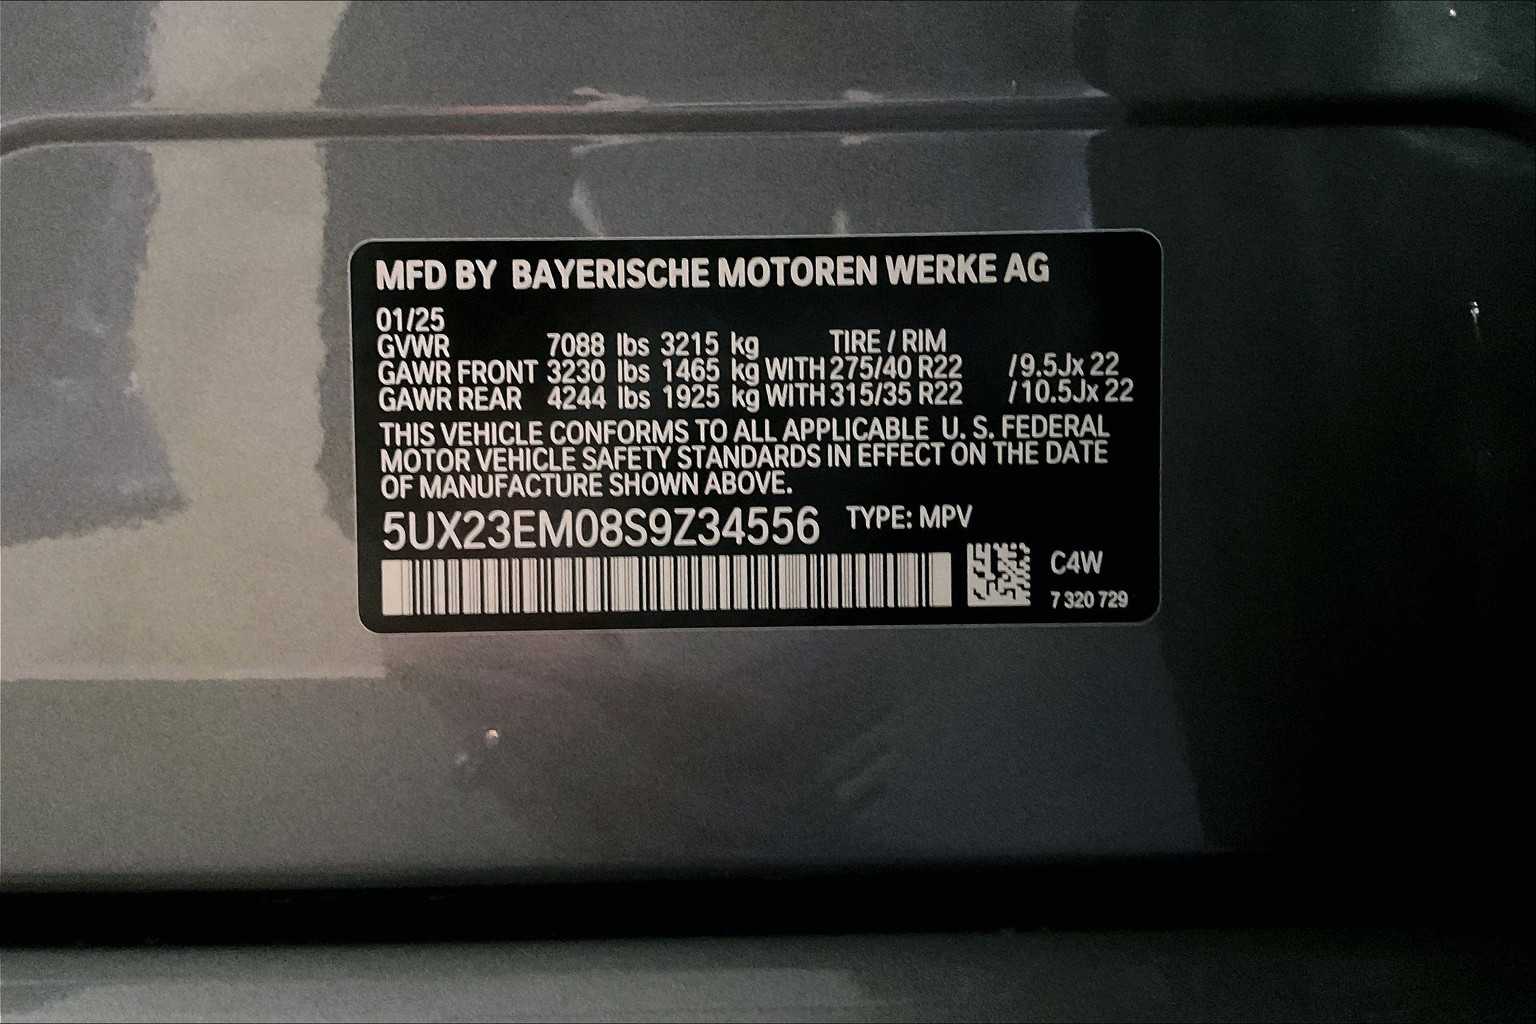 MFD BY BAYERISCHE MOTOREN WERKE AG
01/25
GVWR 7088 lbs 3215 kg TIRE / RIM
GAWR FRONT 3230 lbs 1465 kg WITH 275/40 R22 /9.5Jx 22
GAWR REAR 4244 lbs 1925 kg WITH 315/35 R22 /10.5Jx 22
THIS VEHICLE CONFORMS TO ALL APPLICABLE U. S. FEDERAL
MOTOR VEHICLE SAFETY STANDARDS IN EFFECT ON THE DATE
OF MANUFACTURE SHOWN ABOVE.
5UX23EM08S9Z34556 TYPE: MPV
C4W
7 320 729